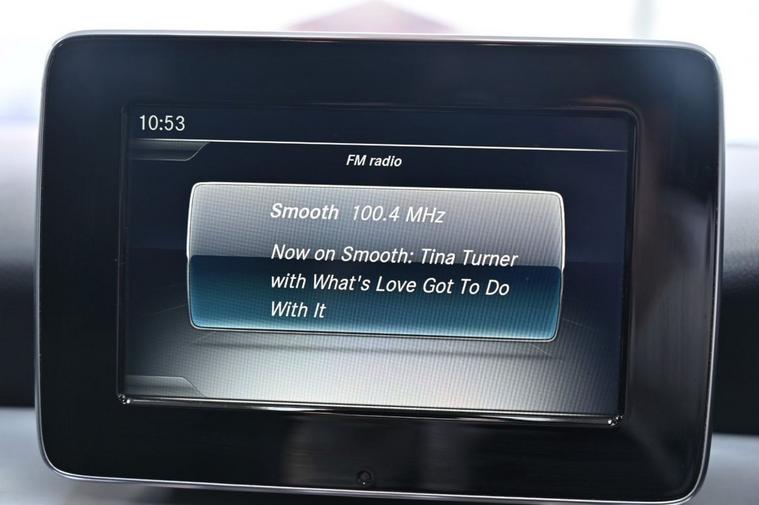 10:53
FM radio
Smooth 100.4 MHz
Now on Smooth: Tina Turner
with What's Love Got To Do
With It